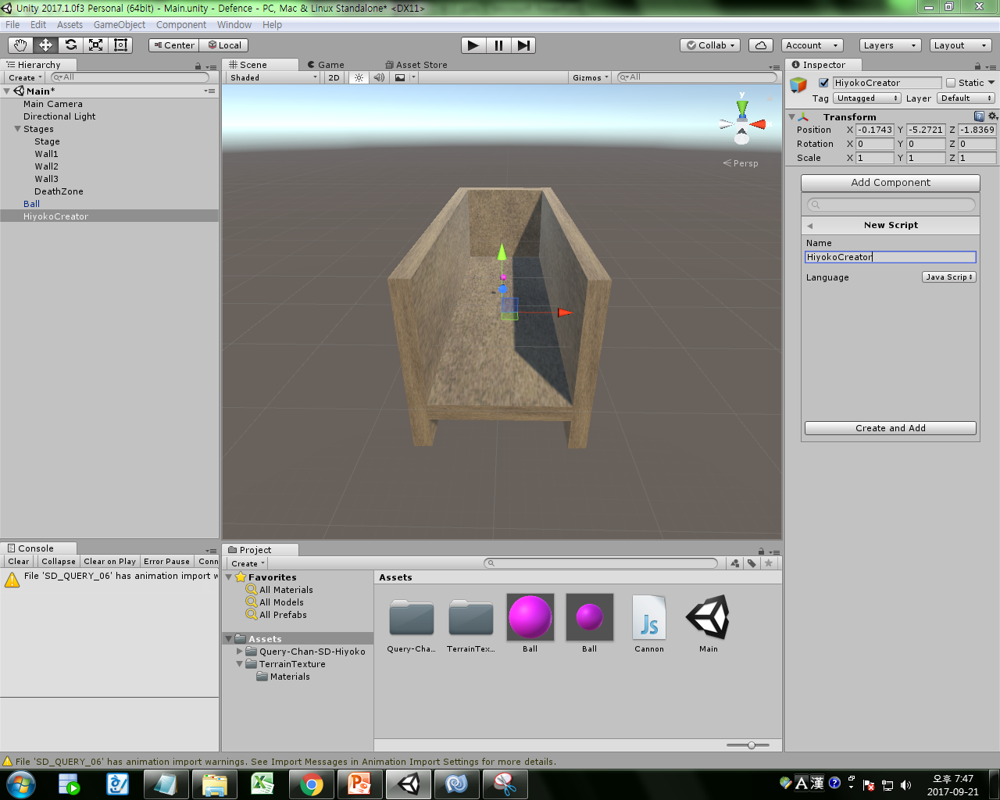 Unity 2017.1.0f3 Personal (64bit) - Main.unity - Defence - PC, Mac & Linux Standalone* <DX11>
File Edit Assets GameObject Component Window Help
Center Local Collab Account Layers Layout
Hierarchy
Create All
Main*
Main Camera
Directional Light
Stages
Stage
Wall1
Wall2
Wall3
DeathZone
Ball
HiyokoCreator
Scene Game Asset Store
Shaded 2D Gizmos All
y
Persp
Inspector
HiyokoCreator Static
Tag Untagged Layer Default
Transform
Position X -0.1743 Y -5.2721 Z -1.8369
Rotation X 0 Y 0 Z 0
Scale X 1 Y 1 Z 1
Add Component
New Script
Name
HiyokoCreator
Language Java Scrip
Create and Add
Console
Clear Collapse Clear on Play Error Pause Conn
File 'SD_QUERY_06' has animation import w
Project
Create
Favorites
All Materials
All Models
All Prefabs
Assets
Query-Chan-SD-Hiyoko
TerrainTexture
Materials
Assets
Js
Query-Cha... TerrainTex... Ball Ball Cannon Main
File 'SD_QUERY_06' has animation import warnings. See Import Messages in Animation Import Settings for more details.
A 漢 오후 7:47
2017-09-21